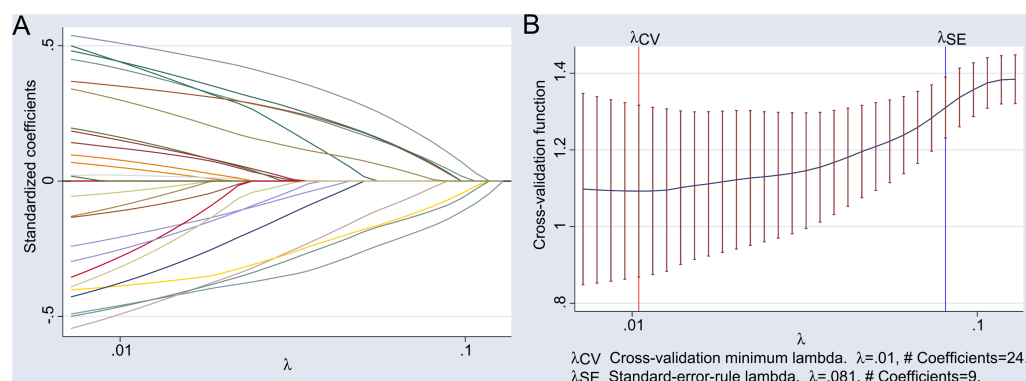 A
Standardized coefficients
.5
0
-.5
.01
.1
λ
B
λCV
λSE
Cross-validation function
1.4
1.2
1
.8
.01
.1
λ
λCV Cross-validation minimum lambda. λ=.01, # Coefficients=24.
λSE Standard-error-rule lambda. λ=.081, # Coefficients=9.